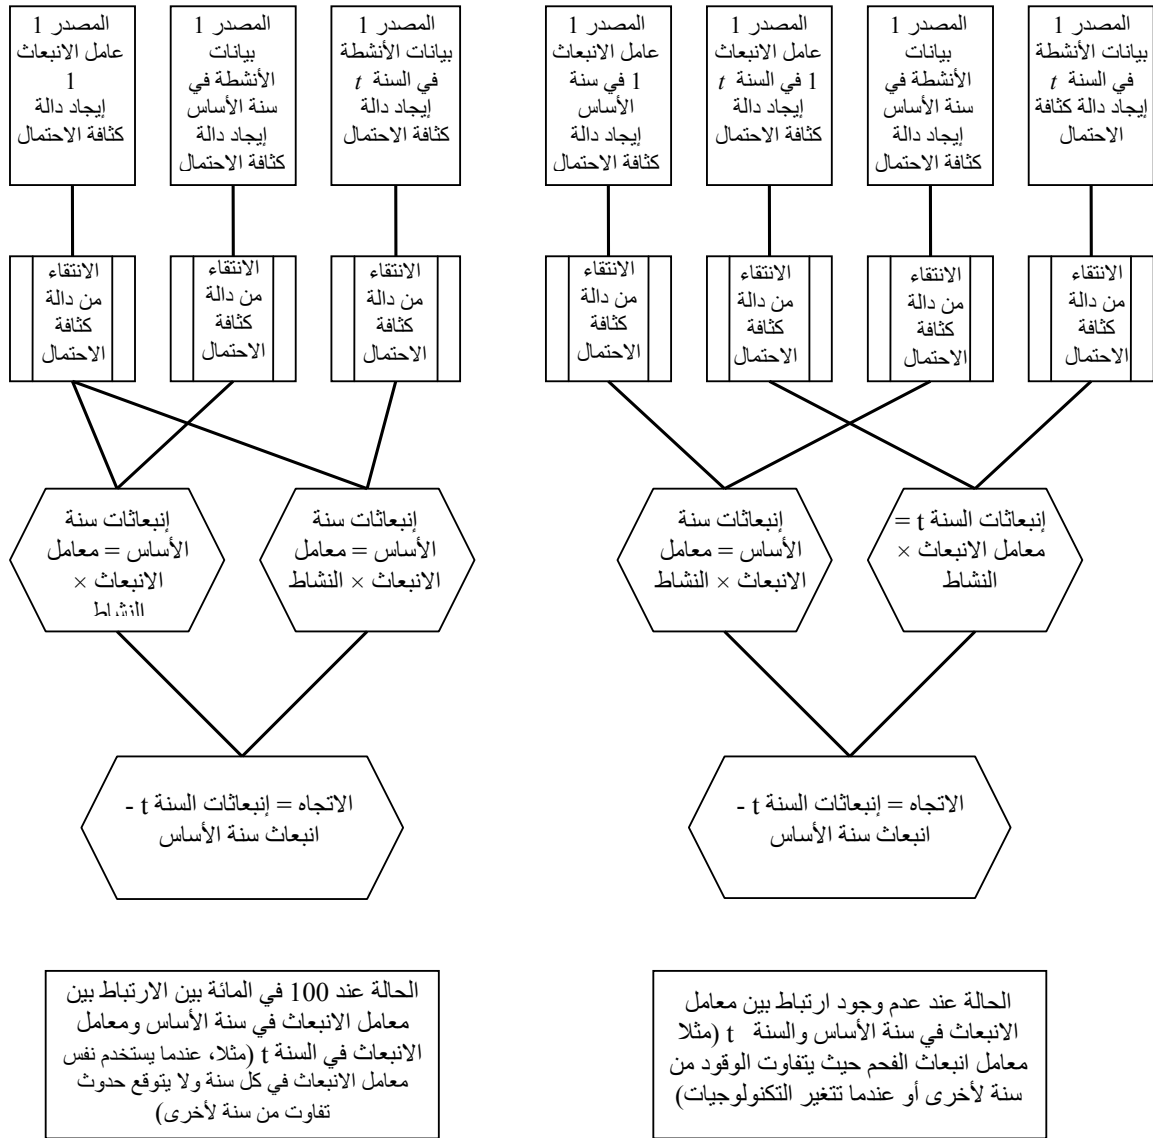 المصدر 1
عامل الانبعاث
1
إيجاد دالة
كثافة الاحتمال
المصدر 1
بيانات
الأنشطة في
سنة الأساس
إيجاد دالة
كثافة الاحتمال
المصدر 1
بيانات الأنشطة
في السنة t
إيجاد دالة
كثافة الاحتمال
المصدر 1
عامل الانبعاث
1 في سنة
الأساس
إيجاد دالة
كثافة الاحتمال
المصدر 1
عامل الانبعاث
1 في السنة t
إيجاد دالة
كثافة الاحتمال
المصدر 1
بيانات
الأنشطة في
سنة الأساس
إيجاد دالة
كثافة الاحتمال
المصدر 1
بيانات الأنشطة
في السنة t
إيجاد دالة كثافة
الاحتمال
الانتقاء
من دالة
كثافة
الاحتمال
الانتقاء
من دالة
كثافة
الاحتمال
الانتقاء
من دالة
كثافة
الاحتمال
الانتقاء
من دالة
كثافة
الاحتمال
الانتقاء
من دالة
كثافة
الاحتمال
الانتقاء
من دالة
كثافة
الاحتمال
الانتقاء
من دالة
كثافة
الاحتمال
إنبعاثات سنة
الأساس = معامل
الانبعاث ×
النشاط
إنبعاثات سنة
الأساس = معامل
الانبعاث × النشاط
إنبعاثات سنة
الأساس = معامل
الانبعاث × النشاط
إنبعاثات السنة t =
معامل الانبعاث ×
النشاط
الاتجاه = إنبعاثات السنة t -
انبعاث سنة الأساس
الاتجاه = إنبعاثات السنة t -
انبعاث سنة الأساس
الحالة عند 100 في المائة بين الارتباط بين
معامل الانبعاث في سنة الأساس ومعامل
الانبعاث في السنة t (مثلا، عندما يستخدم نفس
معامل الانبعاث في كل سنة ولا يتوقع حدوث
تفاوت من سنة لأخرى)
الحالة عند عدم وجود ارتباط بين معامل
الانبعاث في سنة الأساس والسنة t (مثلا
معامل انبعاث الفحم حيث يتفاوت الوقود من
سنة لأخرى أو عندما تتغير التكنولوجيات)